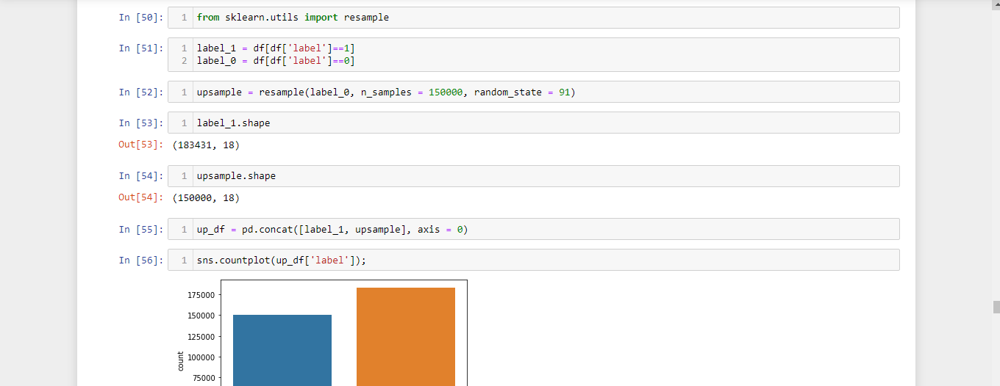 In [50]: 1 from sklearn.utils import resample
In [51]: 1 label_1 = df[df['label']==1]
2 label_0 = df[df['label']==0]
In [52]: 1 upsample = resample(label_0, n_samples = 150000, random_state = 91)
In [53]: 1 label_1.shape
Out[53]: (183431, 18)
In [54]: 1 upsample.shape
Out[54]: (150000, 18)
In [55]: 1 up_df = pd.concat([label_1, upsample], axis = 0)
In [56]: 1 sns.countplot(up_df['label']);
175000
150000
125000
100000
75000
count